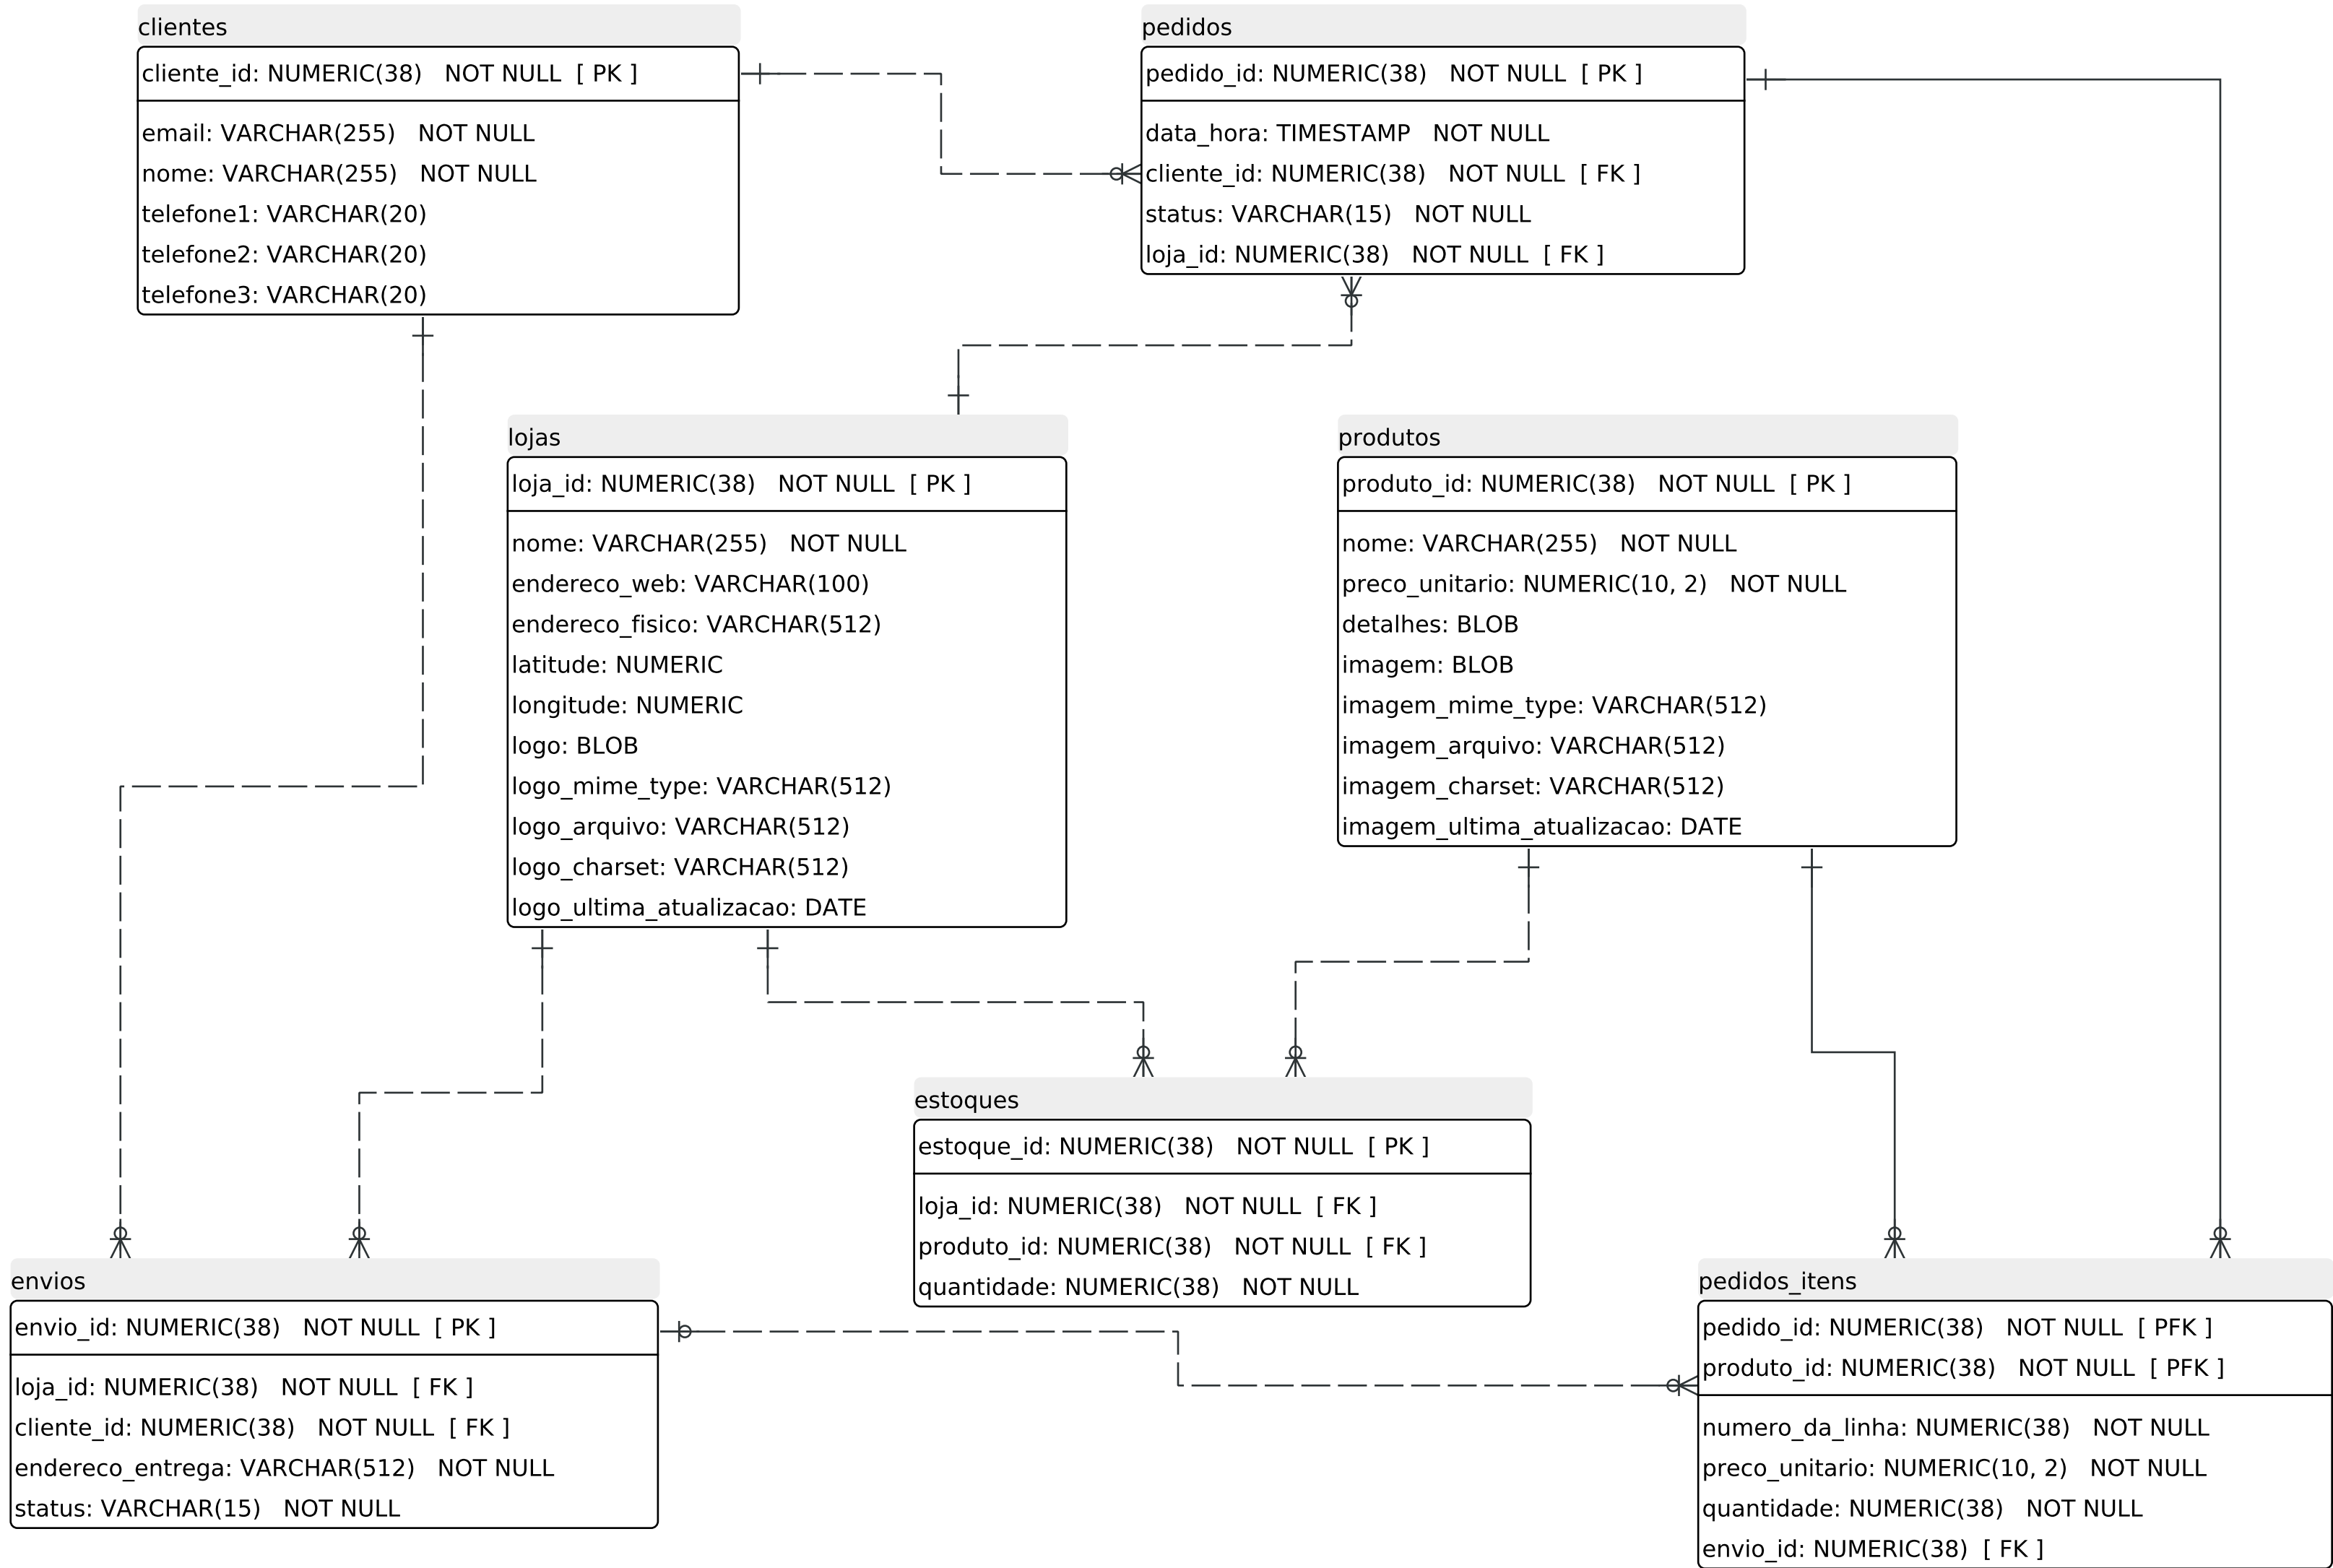 clientes
cliente_id: NUMERIC(38)   NOT NULL  [ PK ]
email: VARCHAR(255)   NOT NULL
nome: VARCHAR(255)   NOT NULL
telefone1: VARCHAR(20)
telefone2: VARCHAR(20)
telefone3: VARCHAR(20)
pedidos
pedido_id: NUMERIC(38)   NOT NULL  [ PK ]
data_hora: TIMESTAMP   NOT NULL
cliente_id: NUMERIC(38)   NOT NULL  [ FK ]
status: VARCHAR(15)   NOT NULL
loja_id: NUMERIC(38)   NOT NULL  [ FK ]
lojas
loja_id: NUMERIC(38)   NOT NULL  [ PK ]
nome: VARCHAR(255)   NOT NULL
endereco_web: VARCHAR(100)
endereco_fisico: VARCHAR(512)
latitude: NUMERIC
longitude: NUMERIC
logo: BLOB
logo_mime_type: VARCHAR(512)
logo_arquivo: VARCHAR(512)
logo_charset: VARCHAR(512)
logo_ultima_atualizacao: DATE
produtos
produto_id: NUMERIC(38)   NOT NULL  [ PK ]
nome: VARCHAR(255)   NOT NULL
preco_unitario: NUMERIC(10, 2)   NOT NULL
detalhes: BLOB
imagem: BLOB
imagem_mime_type: VARCHAR(512)
imagem_arquivo: VARCHAR(512)
imagem_charset: VARCHAR(512)
imagem_ultima_atualizacao: DATE
estoques
estoque_id: NUMERIC(38)   NOT NULL  [ PK ]
loja_id: NUMERIC(38)   NOT NULL  [ FK ]
produto_id: NUMERIC(38)   NOT NULL  [ FK ]
quantidade: NUMERIC(38)   NOT NULL
envios
envio_id: NUMERIC(38)   NOT NULL  [ PK ]
loja_id: NUMERIC(38)   NOT NULL  [ FK ]
cliente_id: NUMERIC(38)   NOT NULL  [ FK ]
endereco_entrega: VARCHAR(512)   NOT NULL
status: VARCHAR(15)   NOT NULL
pedidos_itens
pedido_id: NUMERIC(38)   NOT NULL  [ PFK ]
produto_id: NUMERIC(38)   NOT NULL  [ PFK ]
numero_da_linha: NUMERIC(38)   NOT NULL
preco_unitario: NUMERIC(10, 2)   NOT NULL
quantidade: NUMERIC(38)   NOT NULL
envio_id: NUMERIC(38)  [ FK ]